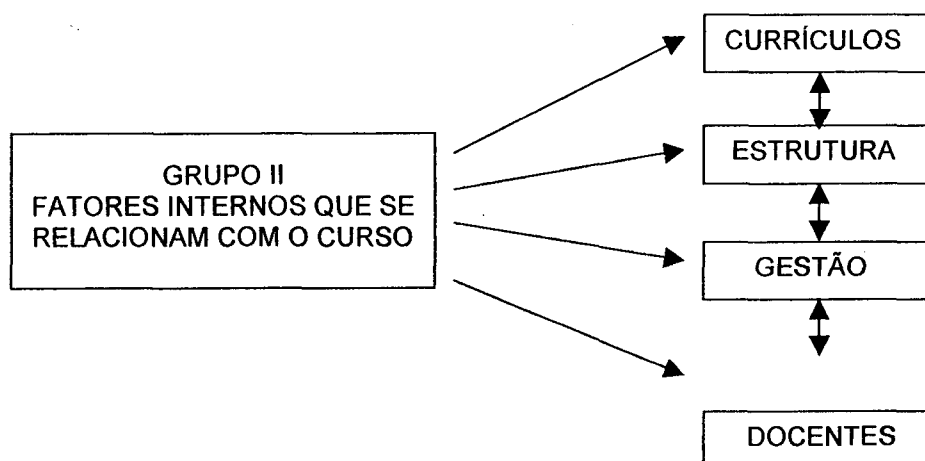 CURRÍCULOS
GRUPO II
FATORES INTERNOS QUE SE
RELACIONAM COM O CURSO
ESTRUTURA
GESTÃO
DOCENTES